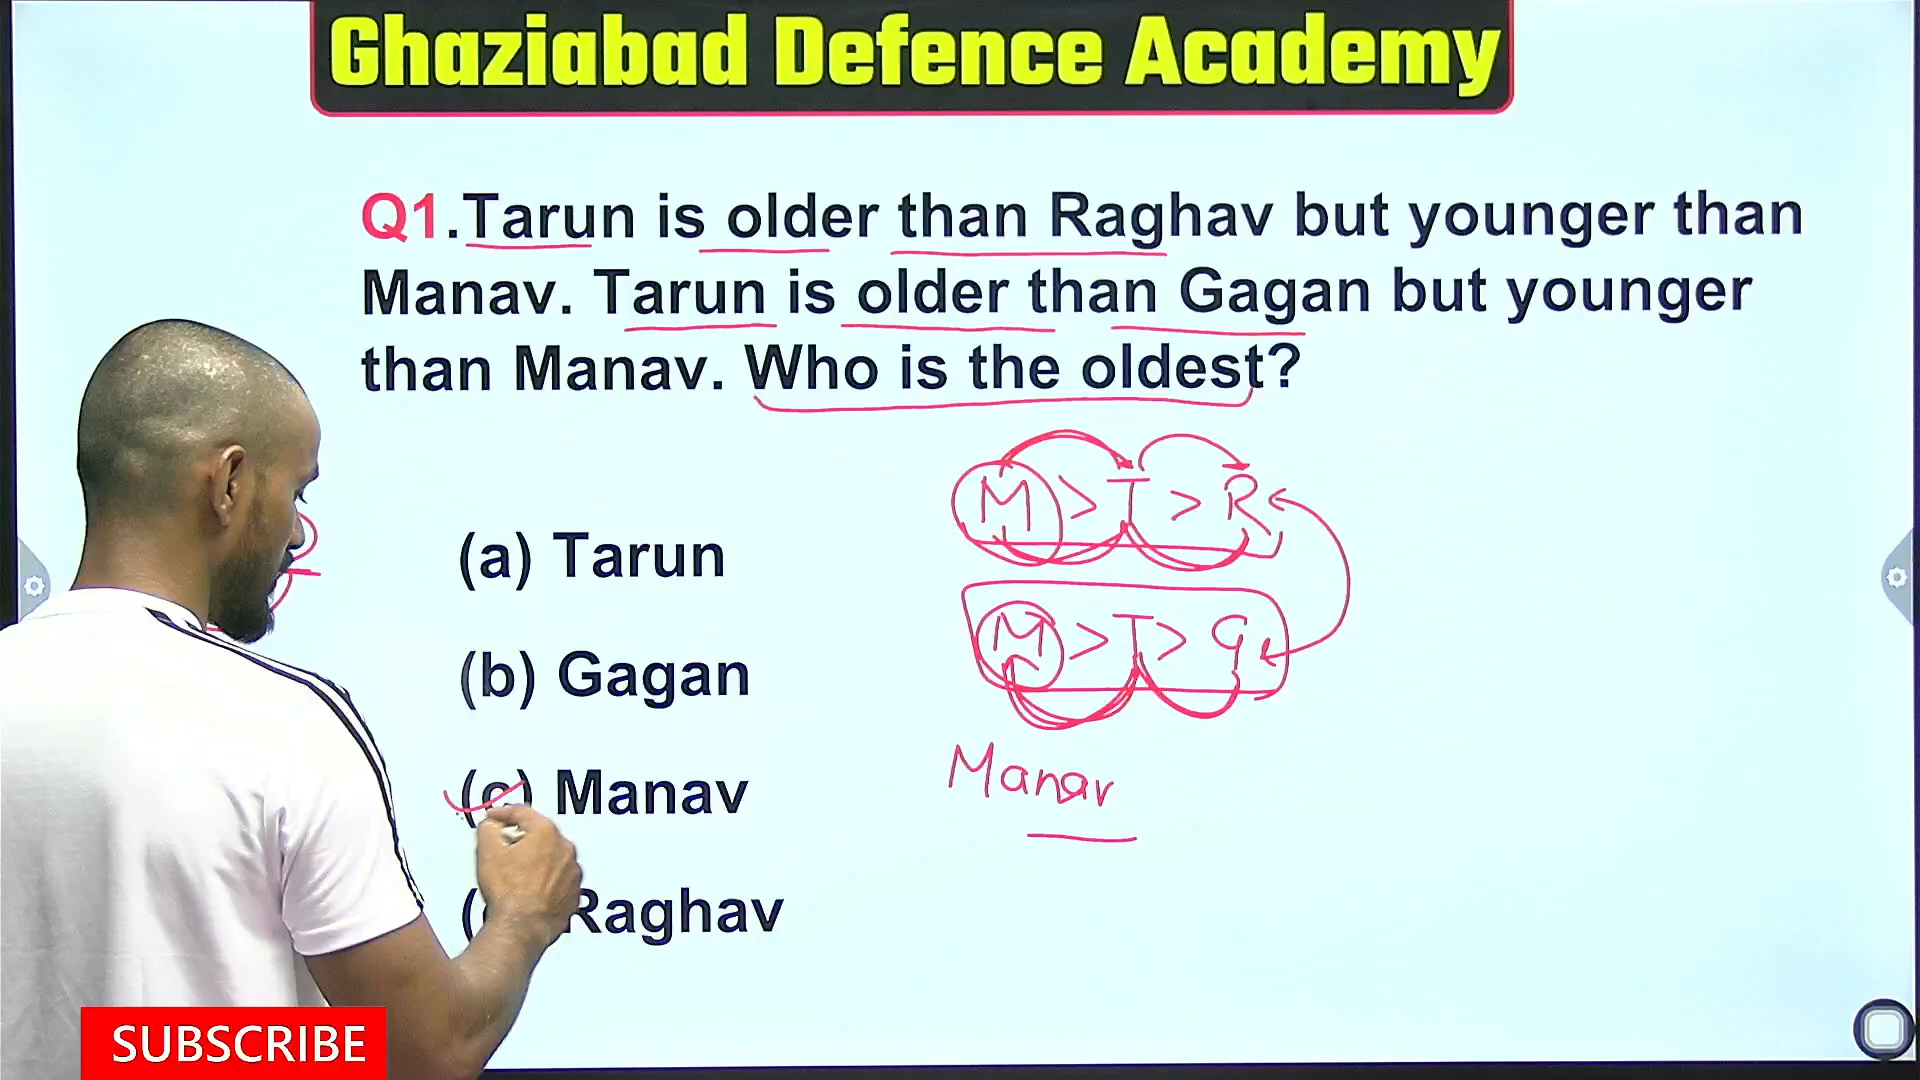 Ghaziabad Defence Academy
Q1.Tarun is older than Raghav but younger than
Manav. Tarun is older than Gagan but younger
than Manav. Who is the oldest?
M > T > R
(a) Tarun
M > T > G
(b) Gagan
Manav
(c) Manav
Raghav
SUBSCRIBE